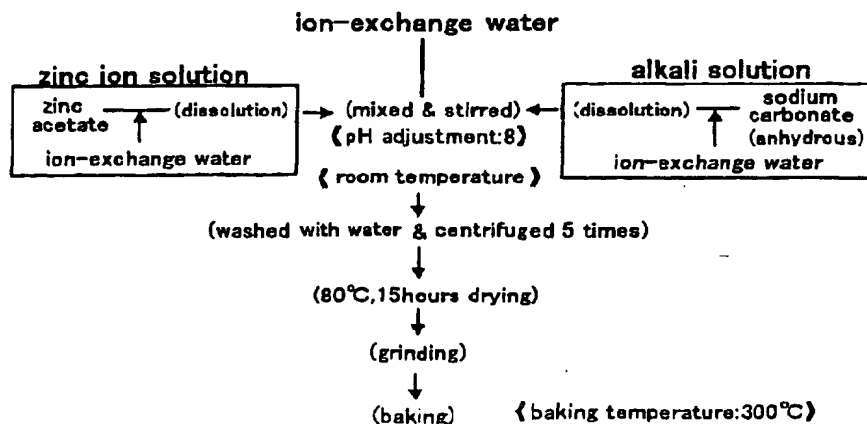 ion-exchange water
zinc ion solution
alkali solution
zinc acetate
(dissolution)
ion-exchange water
(mixed & stirred)
《pH adjustment:8》
(dissolution)
sodium carbonate (anhydrous)
ion-exchange water
《room temperature》
(washed with water & centrifuged 5 times)
(80℃,15hours drying)
(grinding)
(baking)
《baking temperature:300℃》